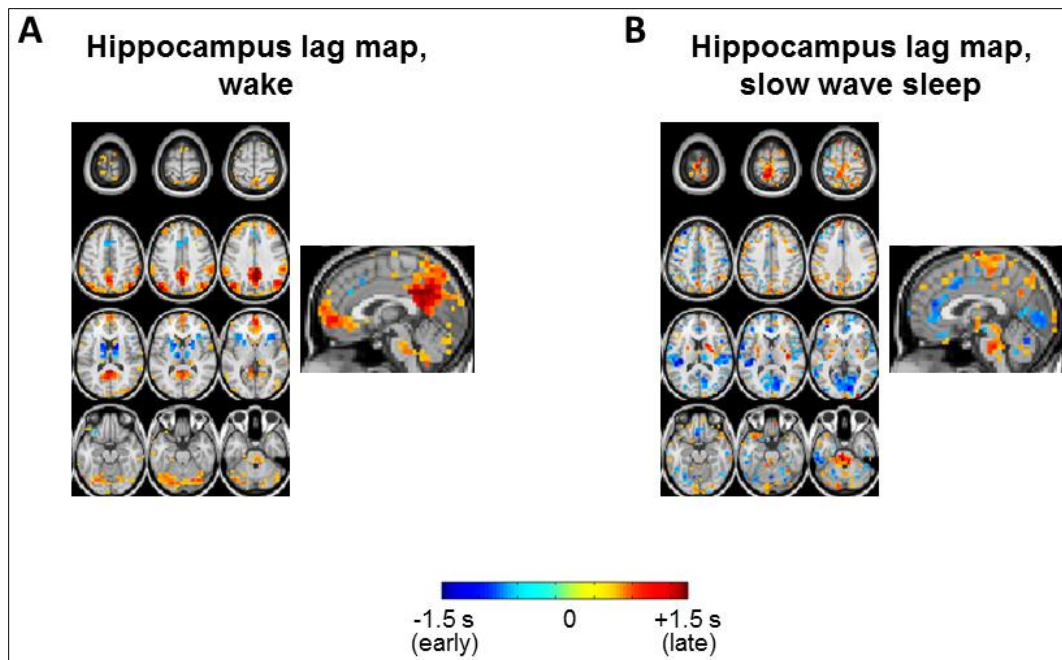 A
Hippocampus lag map,
wake
B
Hippocampus lag map,
slow wave sleep
-1.5 s
(early)
0
+1.5 s
(late)